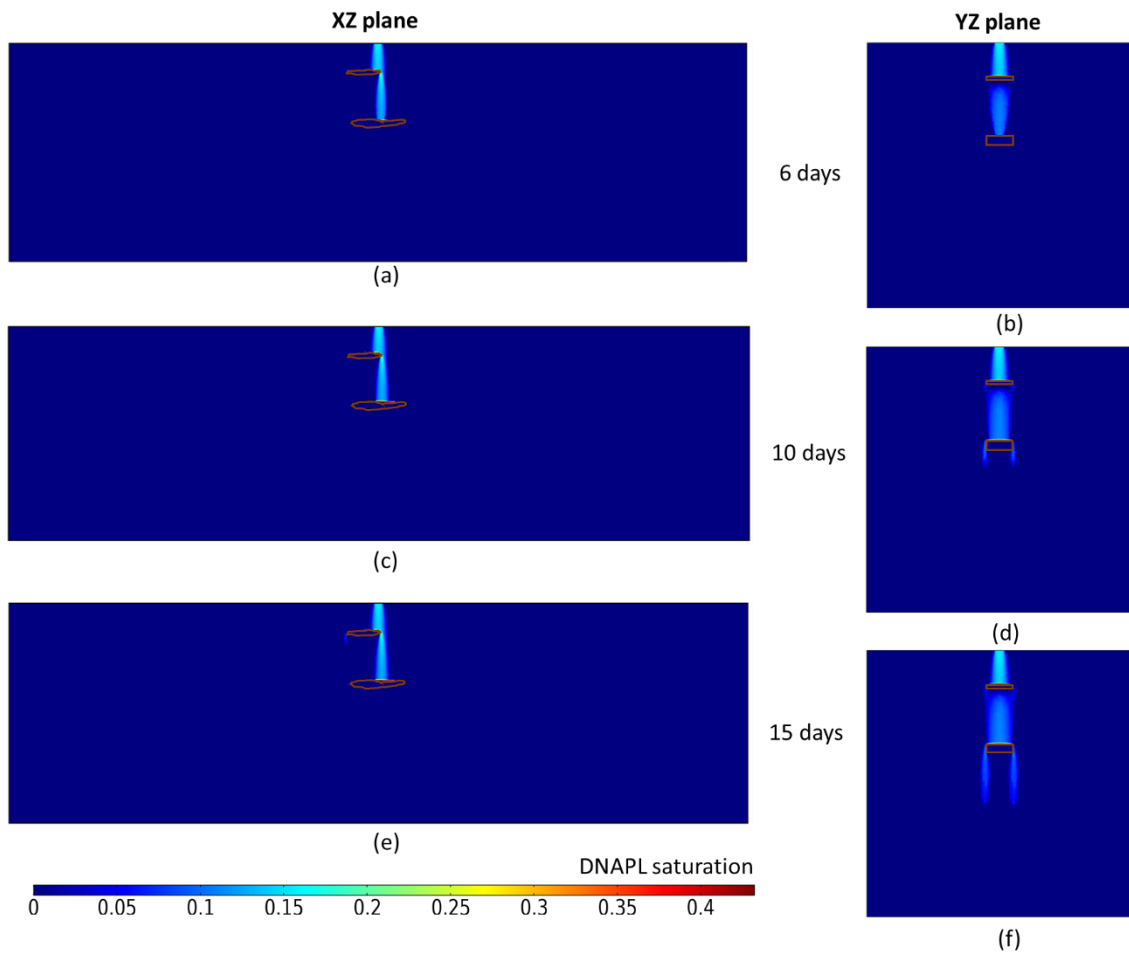 XZ plane
YZ plane
(a)
6 days
(b)
(c)
10 days
(d)
(e)
15 days
(f)
DNAPL saturation
0 0.05 0.1 0.15 0.2 0.25 0.3 0.35 0.4